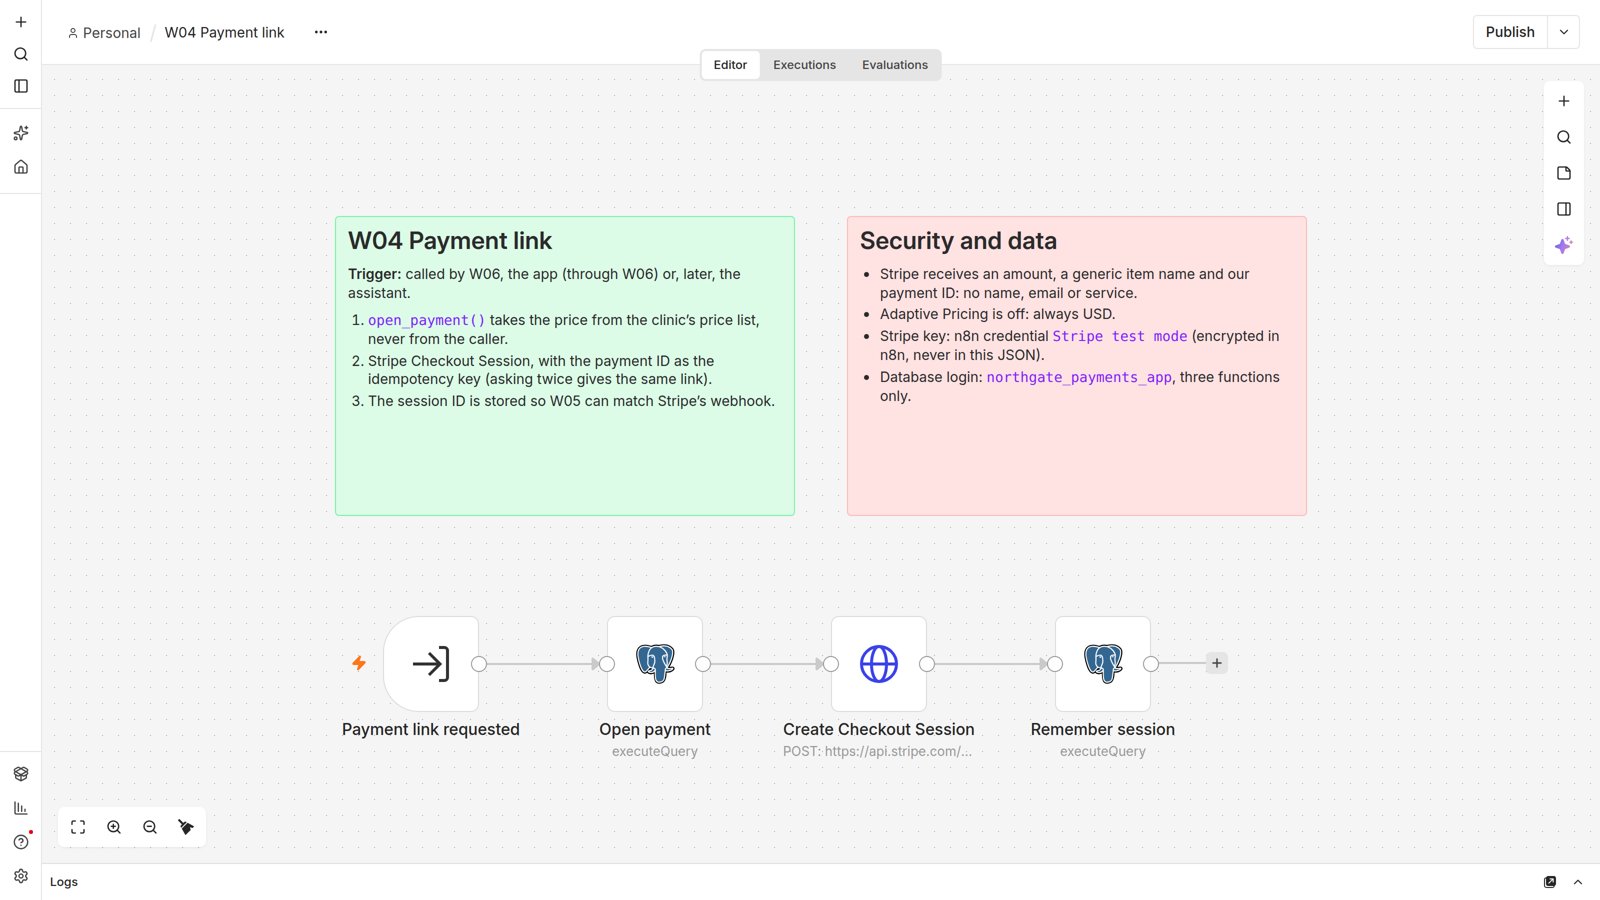 Personal / W04 Payment link
Publish
Editor Executions Evaluations
W04 Payment link
Trigger: called by W06, the app (through W06) or, later, the
assistant.
1. open_payment() takes the price from the clinic’s price list,
never from the caller.
2. Stripe Checkout Session, with the payment ID as the
idempotency key (asking twice gives the same link).
3. The session ID is stored so W05 can match Stripe’s webhook.
Security and data
• Stripe receives an amount, a generic item name and our
payment ID: no name, email or service.
• Adaptive Pricing is off: always USD.
• Stripe key: n8n credential Stripe test mode (encrypted in
n8n, never in this JSON).
• Database login: northgate_payments_app, three functions
only.
Payment link requested
Open payment
executeQuery
Create Checkout Session
POST: https://api.stripe.com/...
Remember session
executeQuery
Logs